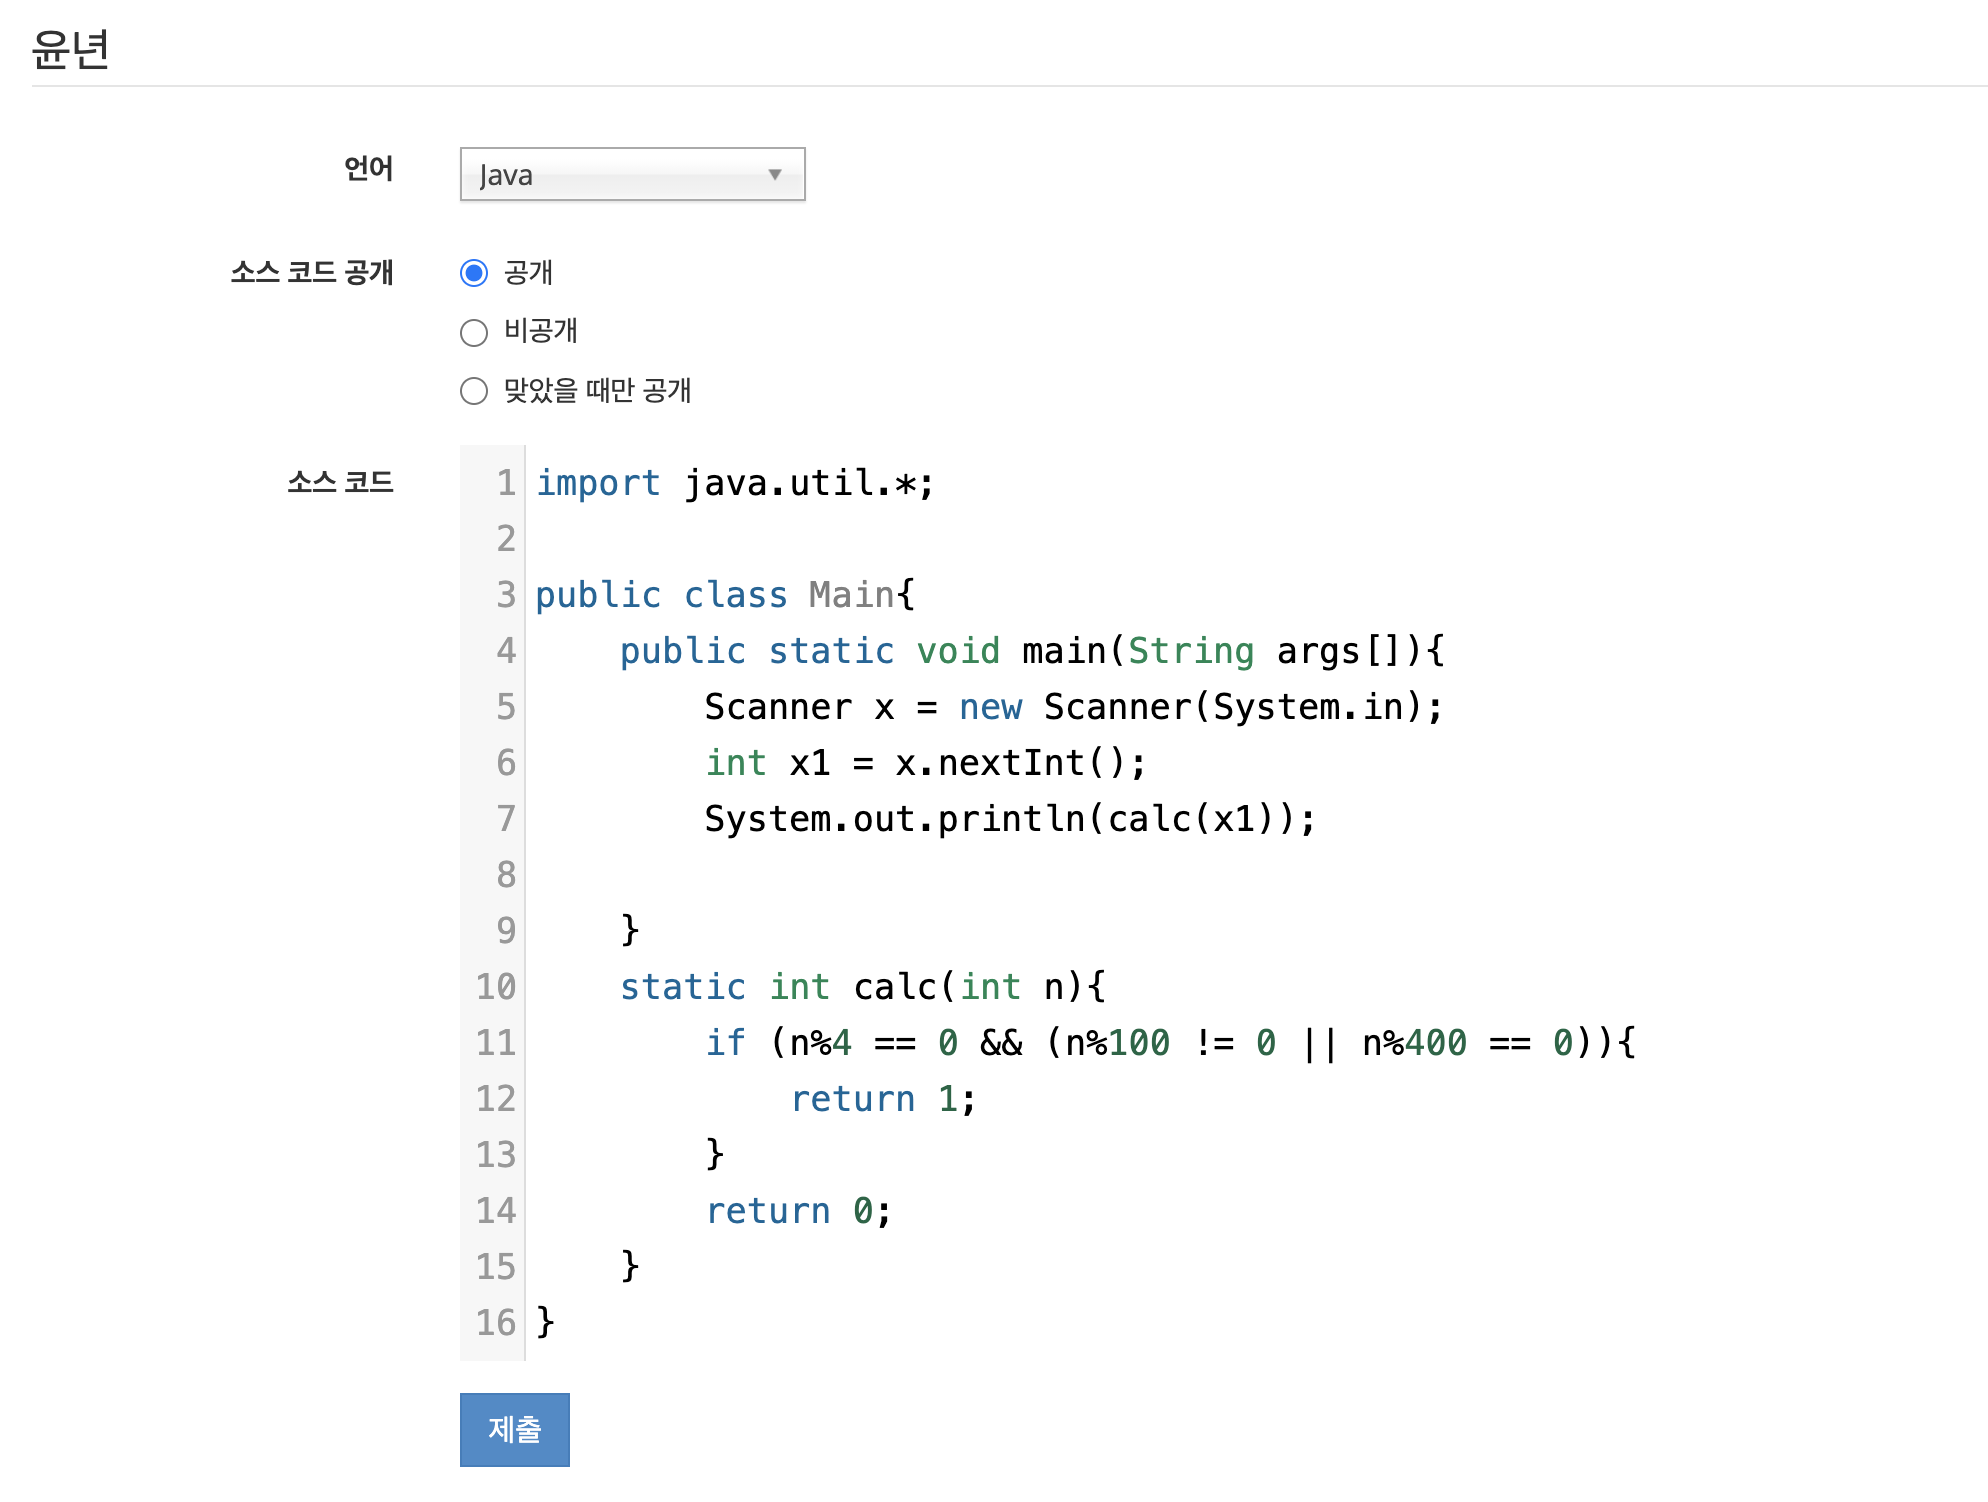 윤년
언어
Java
소스 코드 공개
공개
비공개
맞았을 때만 공개
소스 코드
1 import java.util.*;
2
3 public class Main{
4     public static void main(String args[]){
5         Scanner x = new Scanner(System.in);
6         int x1 = x.nextInt();
7         System.out.println(calc(x1));
8
9     }
10     static int calc(int n){
11         if (n%4 == 0 && (n%100 != 0 || n%400 == 0)){
12             return 1;
13         }
14         return 0;
15     }
16 }
제출